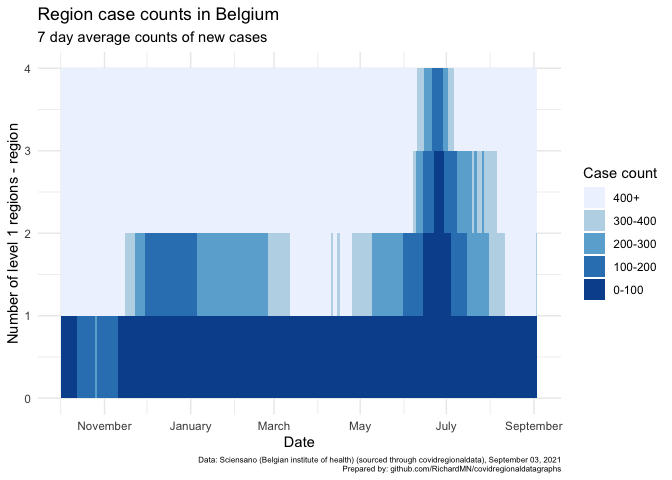 Region case counts in Belgium
7 day average counts of new cases
Number of level 1 regions - region
4
3
2
1
0
November
January
March
May
July
September
Date
Case count
400+
300-400
200-300
100-200
0-100
Data: Sciensano (Belgian institute of health) (sourced through covidregionaldata), September 03, 2021
Prepared by: github.com/RichardMN/covidregionaldatagraphs